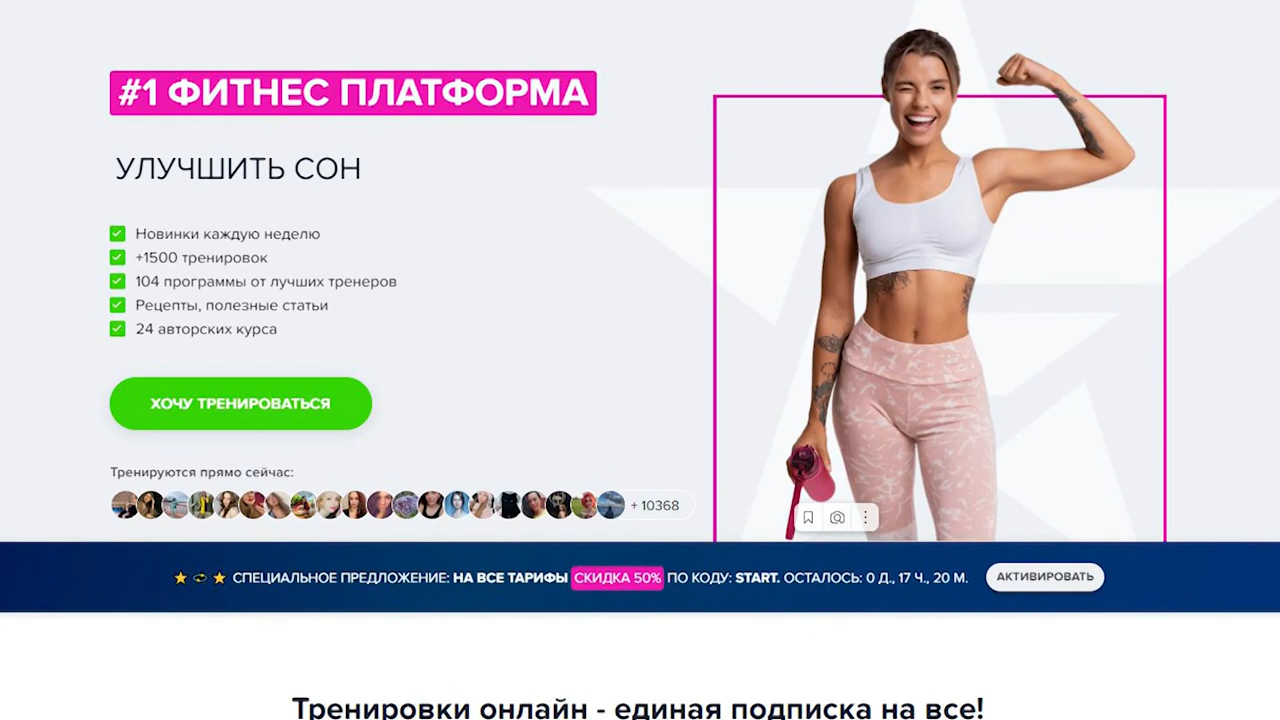 #1 ФИТНЕС ПЛАТФОРМА
УЛУЧШИТЬ СОН
Новинки каждую неделю
+1500 тренировок
104 программы от лучших тренеров
Рецепты, полезные статьи
24 авторских курса
ХОЧУ ТРЕНИРОВАТЬСЯ
Тренируются прямо сейчас:
+ 10368
СПЕЦИАЛЬНОЕ ПРЕДЛОЖЕНИЕ: НА ВСЕ ТАРИФЫ СКИДКА 50% ПО КОДУ: START. ОСТАЛОСЬ: 0 Д., 17 Ч., 20 М.
АКТИВИРОВАТЬ
Тренировки онлайн - единая подписка на все!